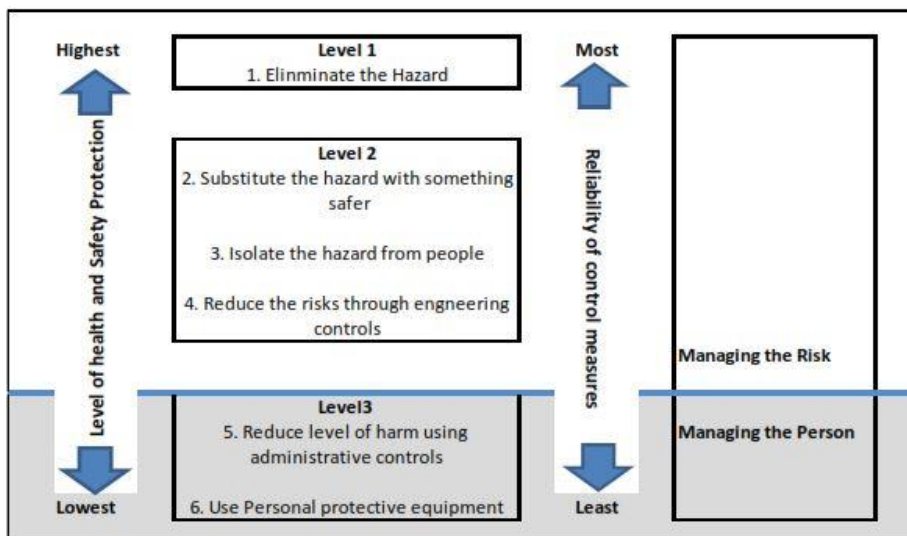 Highest
Level 1
1. Elinminate the Hazard
Most
Level of health and Safety Protection
Level 2
2. Substitute the hazard with something
safer
3. Isolate the hazard from people
4. Reduce the risks through engneering
controls
Reliability of control measures
Managing the Risk
Level3
5. Reduce level of harm using
administrative controls
6. Use Personal protective equipment
Managing the Person
Lowest
Least